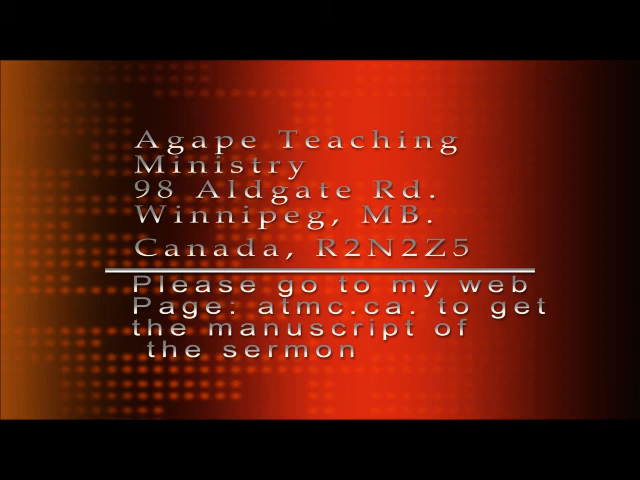 Agape Teaching
Ministry
98 Aldgate Rd.
Winnipeg, MB.
Canada, R2N2Z5
Please go to my web
Page: atmc.ca. to get
the manuscript of
the sermon